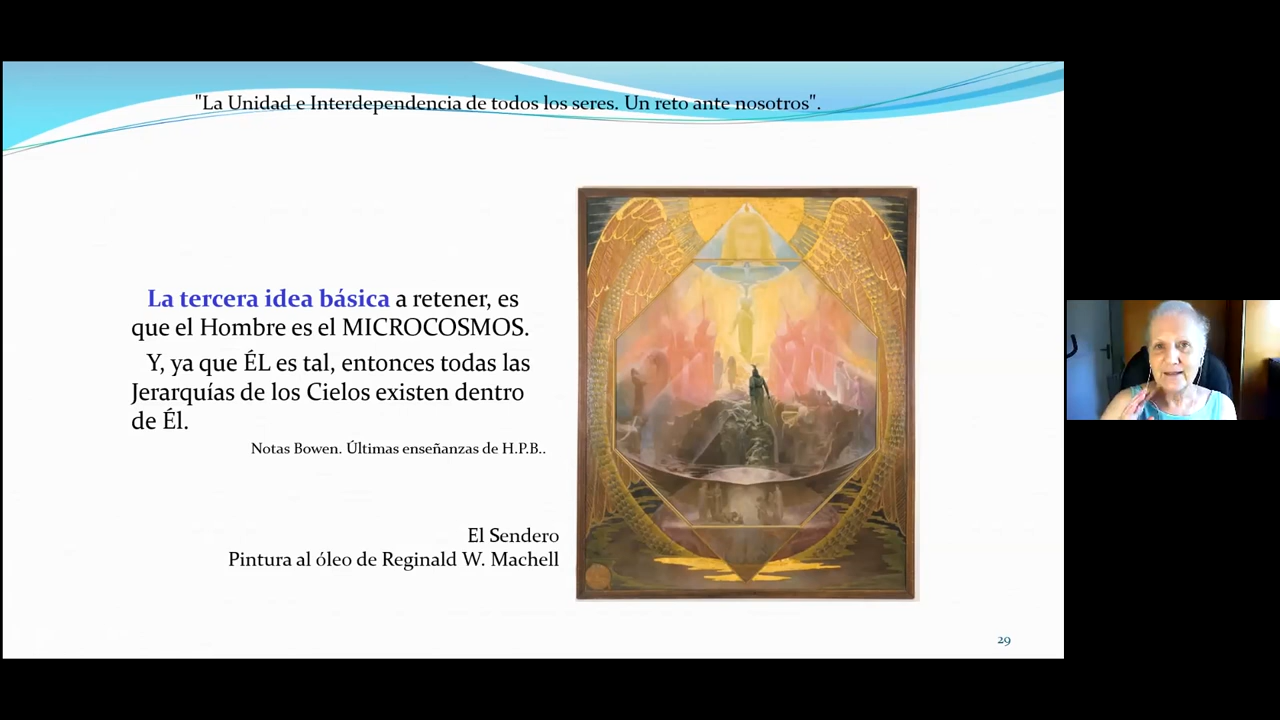 "La Unidad e Interdependencia de todos los seres. Un reto ante nosotros".
La tercera idea básica a retener, es
que el Hombre es el MICROCOSMOS.
Y, ya que ÉL es tal, entonces todas las
Jerarquías de los Cielos existen dentro
de Él.
Notas Bowen. Últimas enseñanzas de H.P.B..
El Sendero
Pintura al óleo de Reginald W. Machell
29